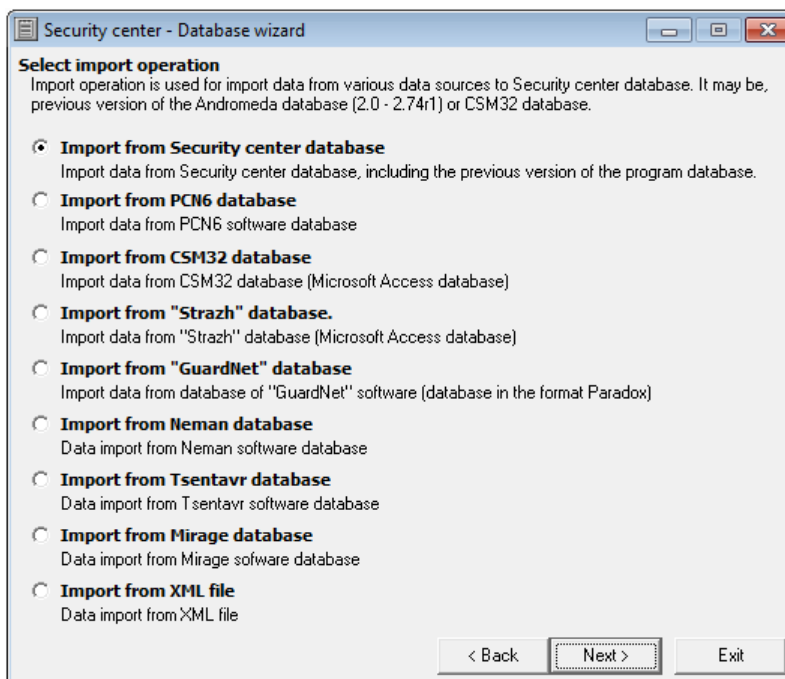 Security center - Database wizard
Select import operation
Import operation is used for import data from various data sources to Security center database. It may be,
previous version of the Andromeda database (2.0 - 2.74r1) or CSM32 database.
Import from Security center database
Import data from Security center database, including the previous version of the program database.
Import from PCN6 database
Import data from PCN6 software database
Import from CSM32 database
Import data from CSM32 database (Microsoft Access database)
Import from "Strazh" database.
Import data from "Strazh" database (Microsoft Access database)
Import from "GuardNet" database
Import data from database of "GuardNet" software (database in the format Paradox)
Import from Neman database
Data import from Neman software database
Import from Tsentavr database
Data import from Tsentavr software database
Import from Mirage database
Data import from Mirage sofware database
Import from XML file
Data import from XML file
< Back Next > Exit